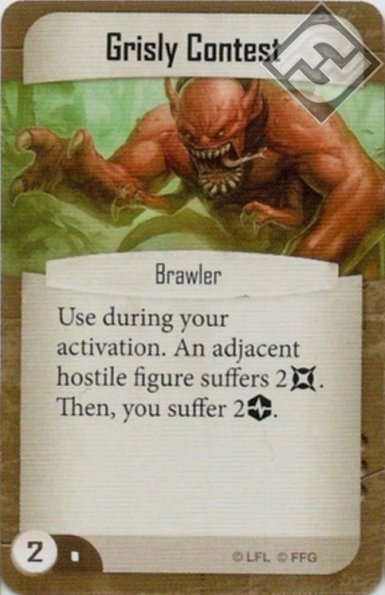 Grisly Contest
Brawler
Use during your
activation. An adjacent
hostile figure suffers 2.
Then, you suffer 2.
2
© LFL © FFG